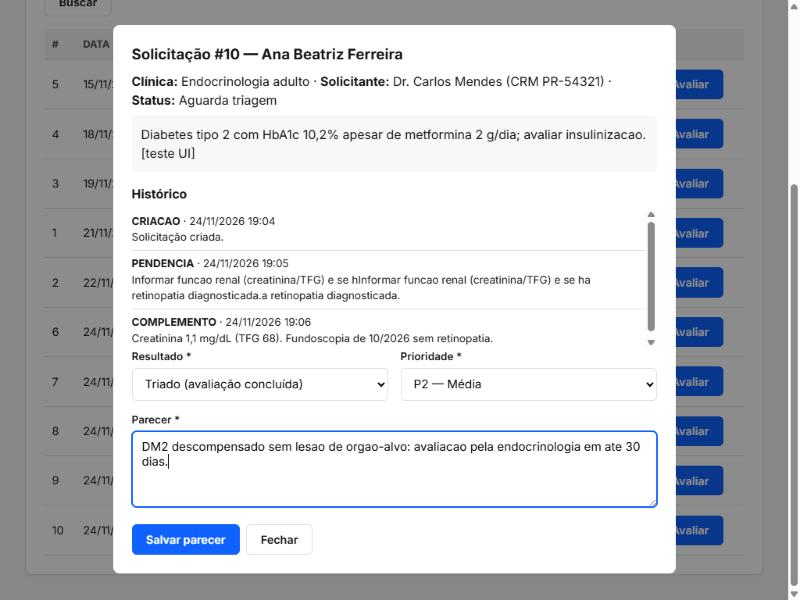 Buscar
# DATA
Solicitação #10 — Ana Beatriz Ferreira
Clínica: Endocrinologia adulto · Solicitante: Dr. Carlos Mendes (CRM PR-54321) ·
Status: Aguarda triagem
Diabetes tipo 2 com HbA1c 10,2% apesar de metformina 2 g/dia; avaliar insulinizacao.
[teste UI]
Histórico
CRIACAO · 24/11/2026 19:04
Solicitação criada.
PENDENCIA · 24/11/2026 19:05
Informar funcao renal (creatinina/TFG) e se hInformar funcao renal (creatinina/TFG) e se ha
retinopatia diagnosticada.a retinopatia diagnosticada.
COMPLEMENTO · 24/11/2026 19:06
Creatinina 1,1 mg/dL (TFG 68). Fundoscopia de 10/2026 sem retinopatia.
Resultado * Prioridade *
Triado (avaliação concluída) P2 — Média
Parecer *
DM2 descompensado sem lesao de orgao-alvo: avaliacao pela endocrinologia em ate 30
dias.
Salvar parecer Fechar
5 15/11/ Avaliar
4 18/11/ Avaliar
3 19/11/ Avaliar
1 21/11/ Avaliar
2 22/11/ Avaliar
6 24/11/ Avaliar
7 24/11/ Avaliar
8 24/11/ Avaliar
9 24/11/ Avaliar
10 24/11/ Avaliar